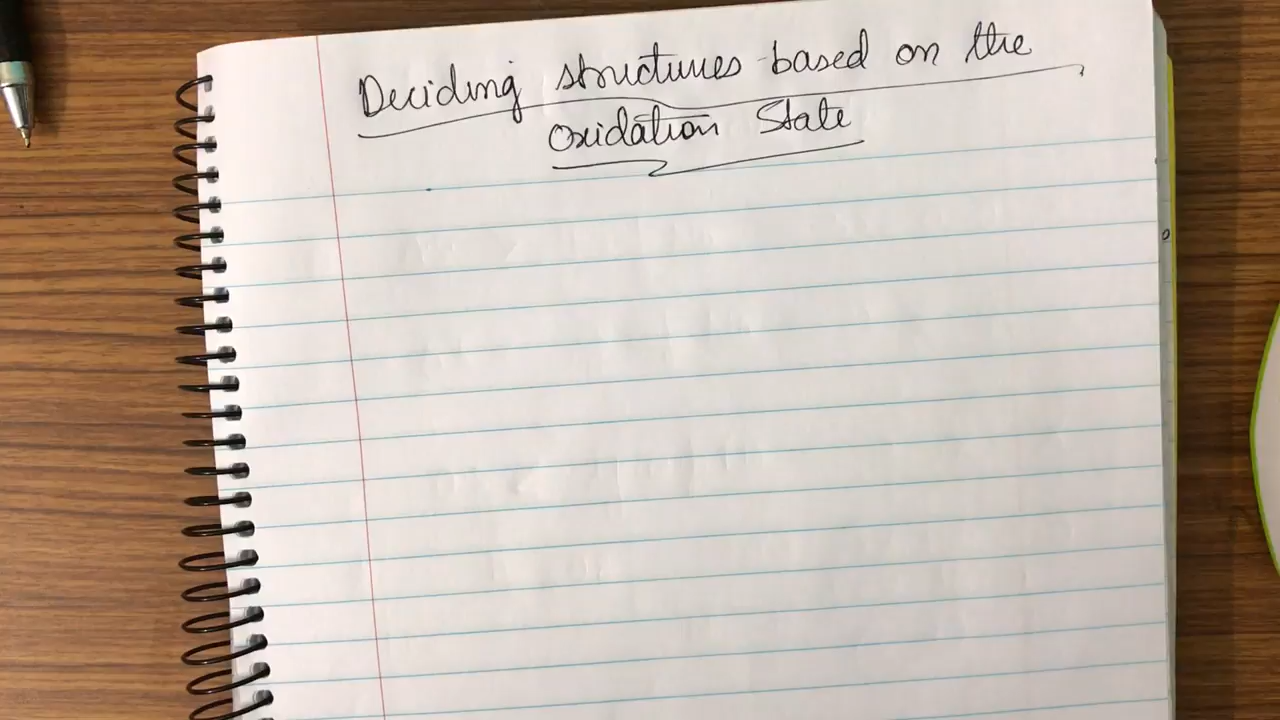 Deciding structures based on the
Oxidation State